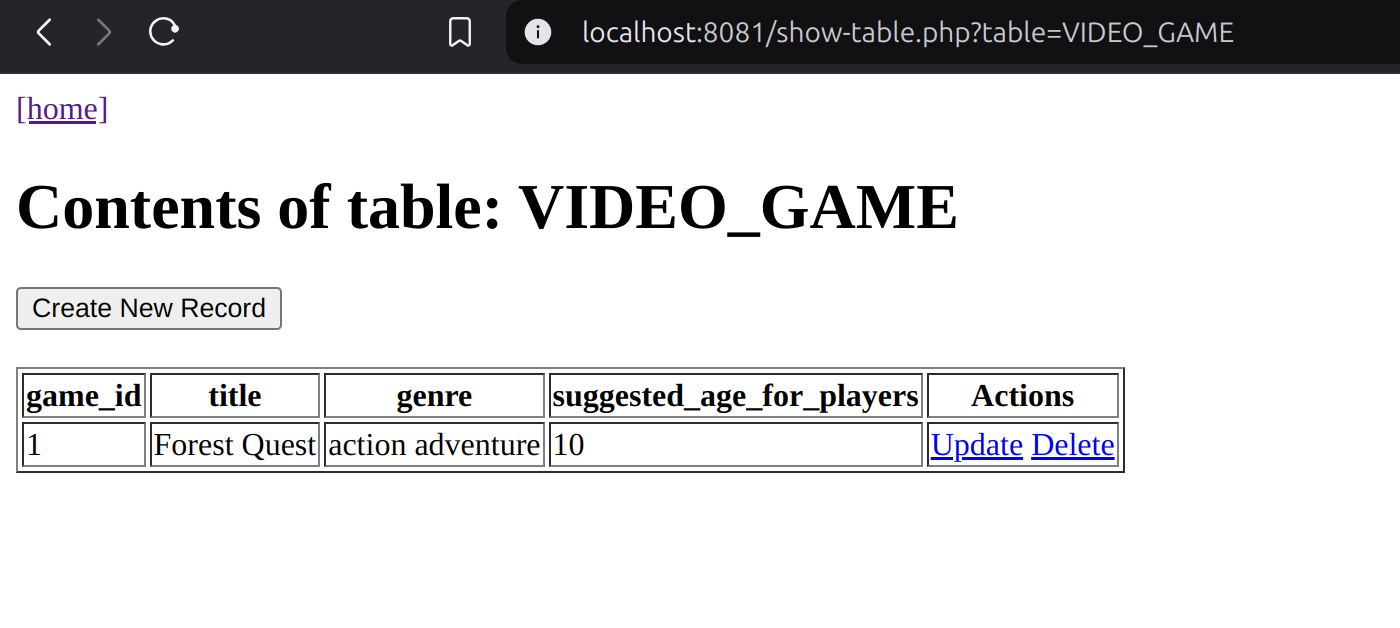 localhost:8081/show-table.php?table=VIDEO_GAME
[home]
Contents of table: VIDEO_GAME
Create New Record
game_id title genre suggested_age_for_players Actions
1 Forest Quest action adventure 10 Update Delete